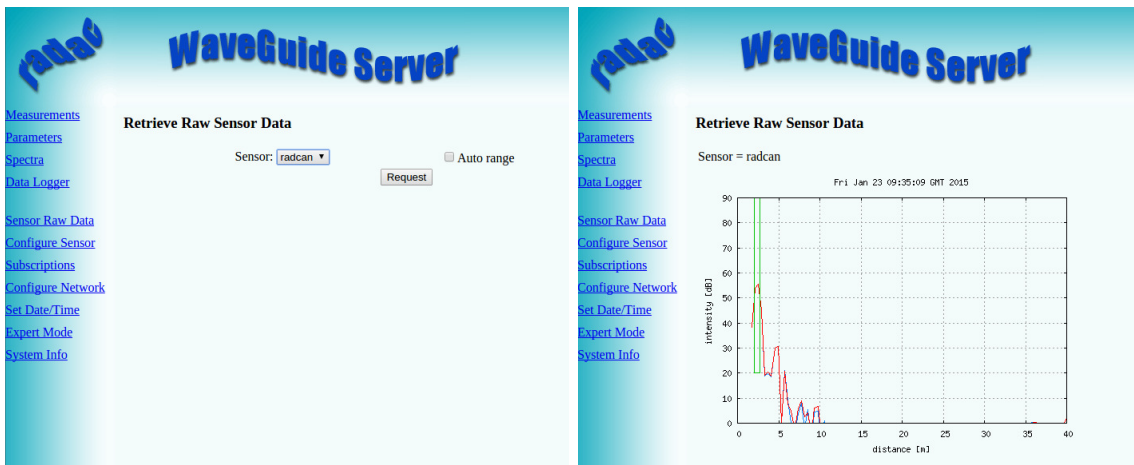 radac
WaveGuide Server
Measurements
Parameters
Spectra
Data Logger
Sensor Raw Data
Configure Sensor
Subscriptions
Configure Network
Set Date/Time
Expert Mode
System Info
Retrieve Raw Sensor Data
Sensor: radcan
Auto range
Request
radac
WaveGuide Server
Measurements
Parameters
Spectra
Data Logger
Sensor Raw Data
Configure Sensor
Subscriptions
Configure Network
Set Date/Time
Expert Mode
System Info
Retrieve Raw Sensor Data
Sensor = radcan
Fri Jan 23 09:35:09 GMT 2015
90
80
70
60
50
40
30
20
10
0
intensity [dB]
0 5 10 15 20 25 30 35 40
distance [m]